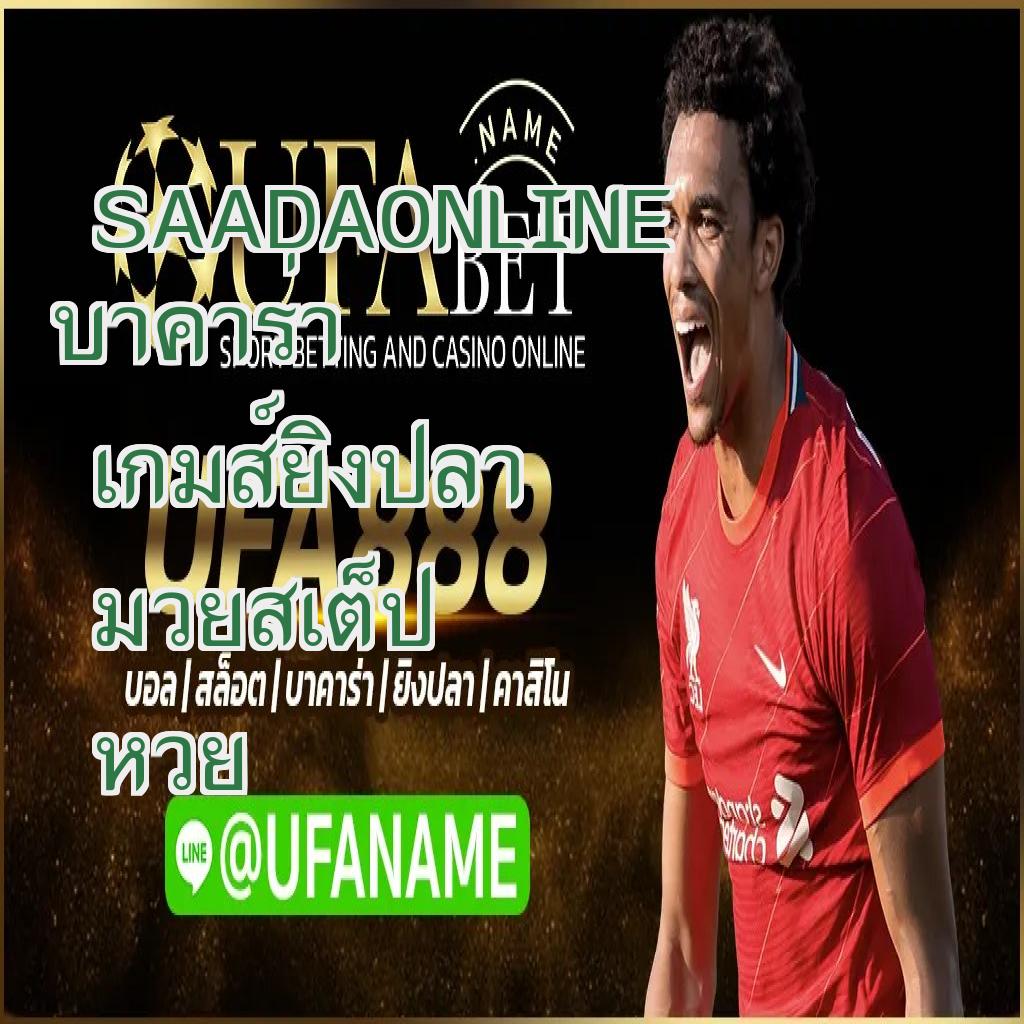 .NAME
UFABET
SAADAONLINE
บาคาร่า
SPORT BETTING AND CASINO ONLINE
เกมส์ยิงปลา
UFA888
มวยสเต็ป
บอล | สล็อต | บาคาร่า | ยิงปลา | คาสิโน
หวย
LINE @UFANAME